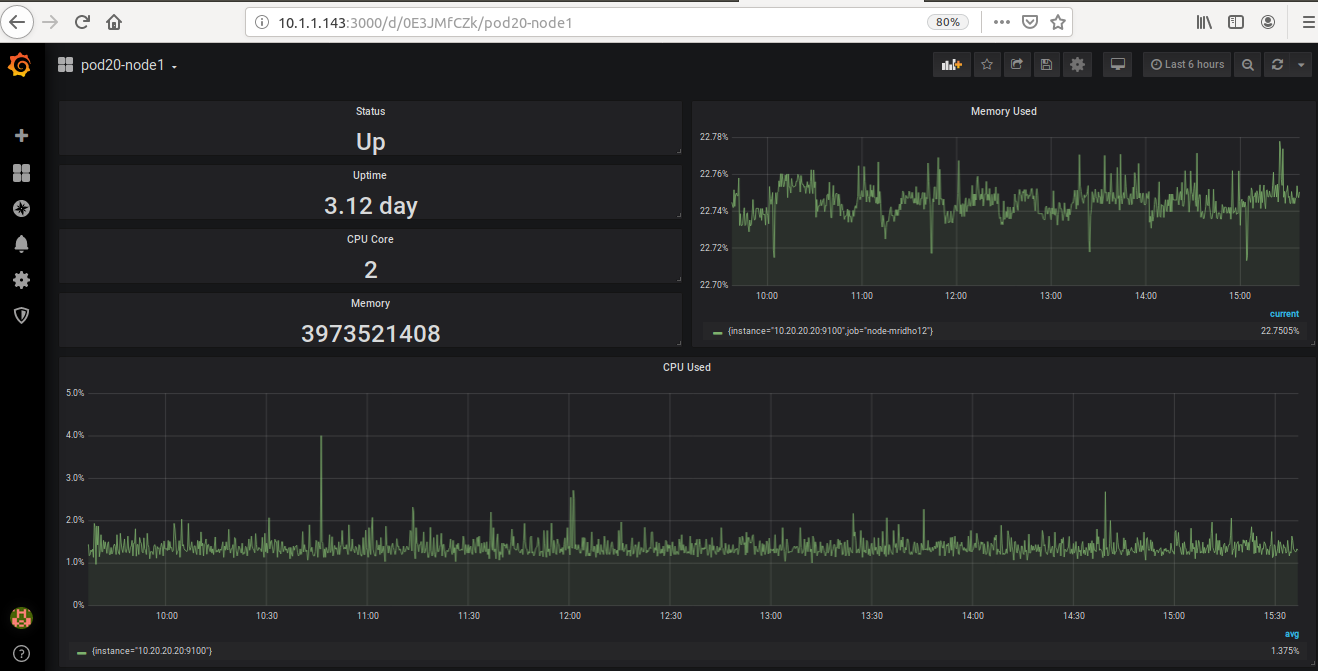 10.1.1.143:3000/d/0E3JMfCZk/pod20-node1
80%
pod20-node1
Last 6 hours
Status
Up
Uptime
3.12 day
CPU Core
2
Memory
3973521408
Memory Used
22.78%
22.76%
22.74%
22.72%
22.70%
10:00 11:00 12:00 13:00 14:00 15:00
current
{instance="10.20.20.20:9100",job="node-mridho12"} 22.7505%
CPU Used
5.0%
4.0%
3.0%
2.0%
1.0%
0%
10:00 10:30 11:00 11:30 12:00 12:30 13:00 13:30 14:00 14:30 15:00 15:30
avg
{instance="10.20.20.20:9100"} 1.375%